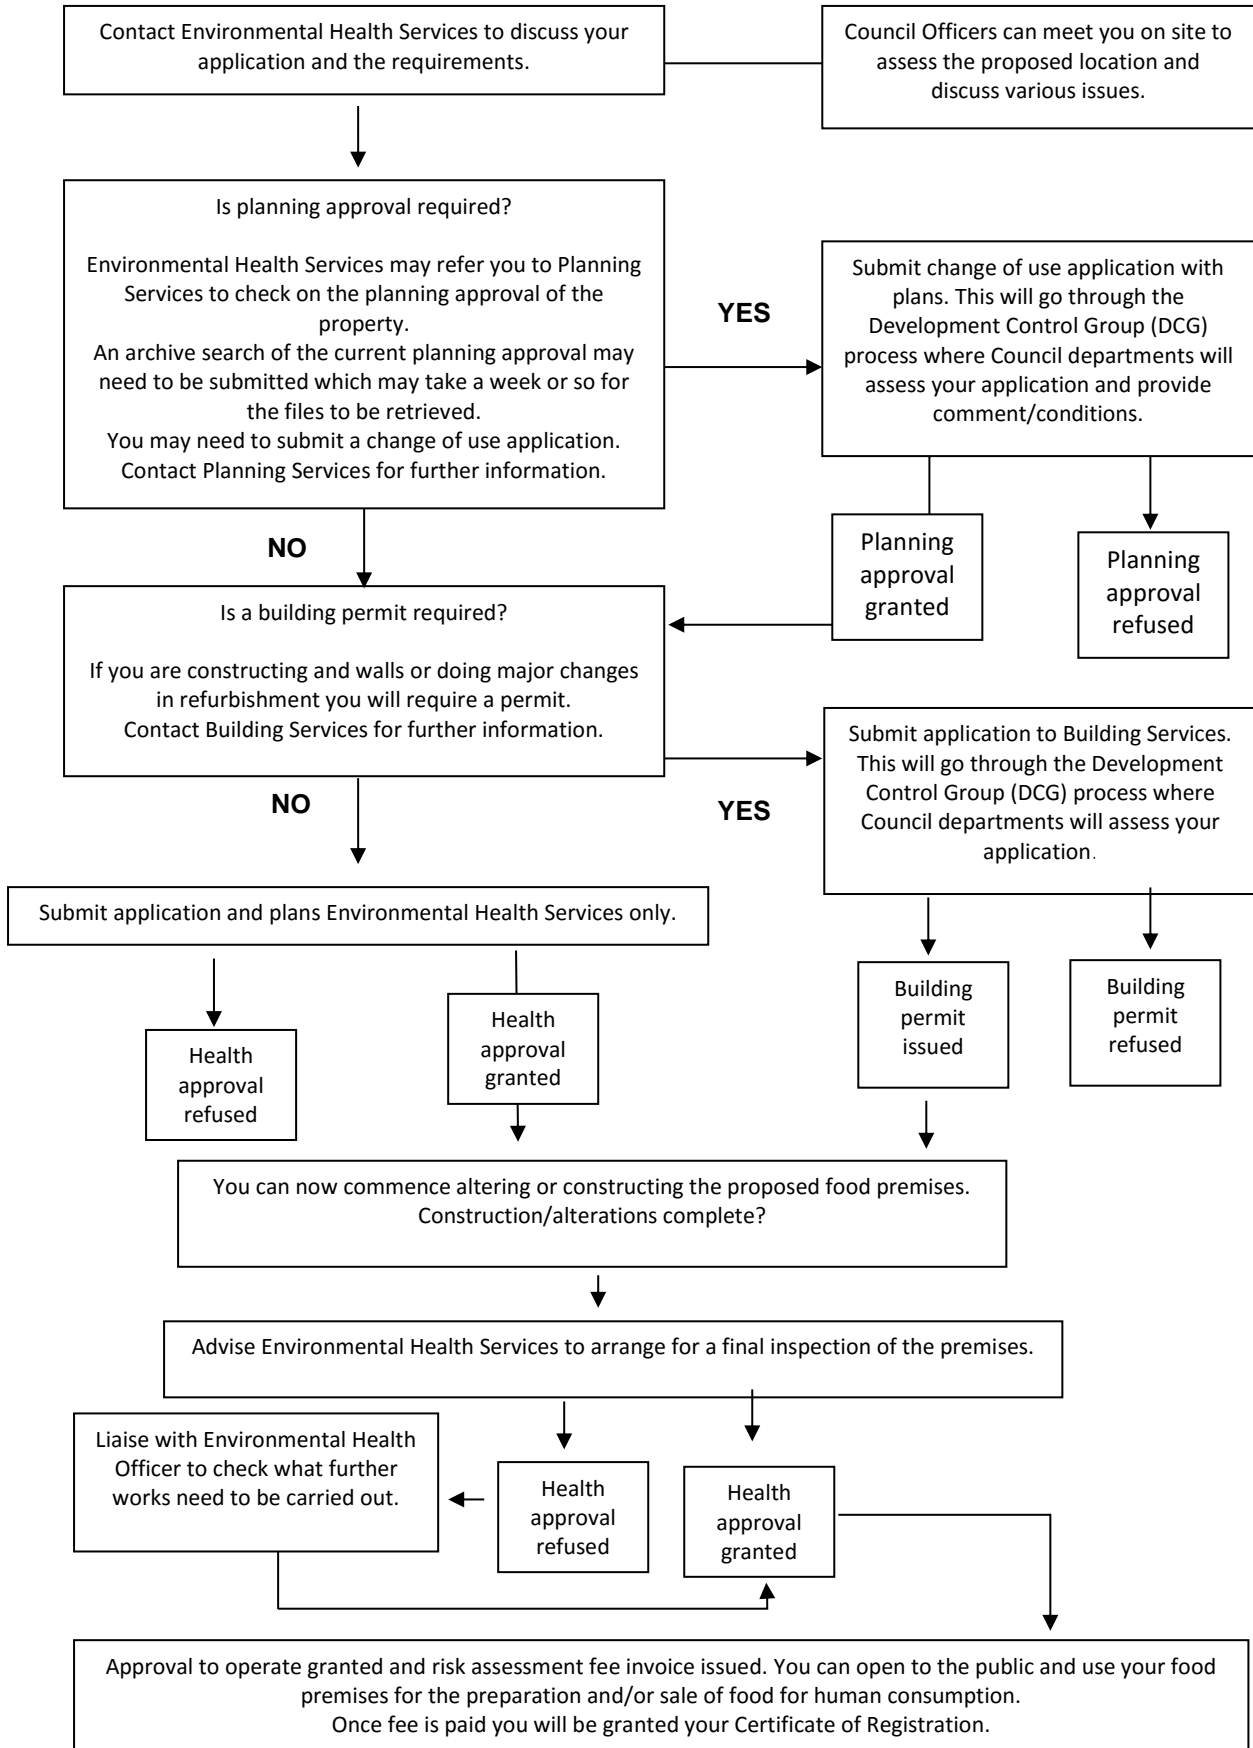 Contact Environmental Health Services to discuss your
application and the requirements.
Council Officers can meet you on site to
assess the proposed location and
discuss various issues.
Is planning approval required?
Environmental Health Services may refer you to Planning
Services to check on the planning approval of the
property.
An archive search of the current planning approval may
need to be submitted which may take a week or so for
the files to be retrieved.
You may need to submit a change of use application.
Contact Planning Services for further information.
YES
Submit change of use application with
plans. This will go through the
Development Control Group (DCG)
process where Council departments will
assess your application and provide
comment/conditions.
NO
Planning
approval
granted
Planning
approval
refused
Is a building permit required?
If you are constructing and walls or doing major changes
in refurbishment you will require a permit.
Contact Building Services for further information.
NO
YES
Submit application to Building Services.
This will go through the Development
Control Group (DCG) process where
Council departments will assess your
application.
Submit application and plans Environmental Health Services only.
Health
approval
refused
Health
approval
granted
Building
permit
issued
Building
permit
refused
You can now commence altering or constructing the proposed food premises.
Construction/alterations complete?
Advise Environmental Health Services to arrange for a final inspection of the premises.
Liaise with Environmental Health
Officer to check what further
works need to be carried out.
Health
approval
refused
Health
approval
granted
Approval to operate granted and risk assessment fee invoice issued. You can open to the public and use your food
premises for the preparation and/or sale of food for human consumption.
Once fee is paid you will be granted your Certificate of Registration.